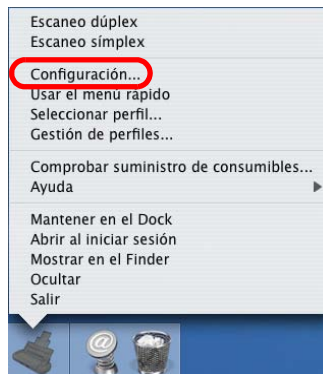 Escaneo dúplex
Escaneo símplex
Configuración...
Usar el menú rápido
Seleccionar perfil...
Gestión de perfiles...
Comprobar suministro de consumibles...
Ayuda
Mantener en el Dock
Abrir al iniciar sesión
Mostrar en el Finder
Ocultar
Salir
@